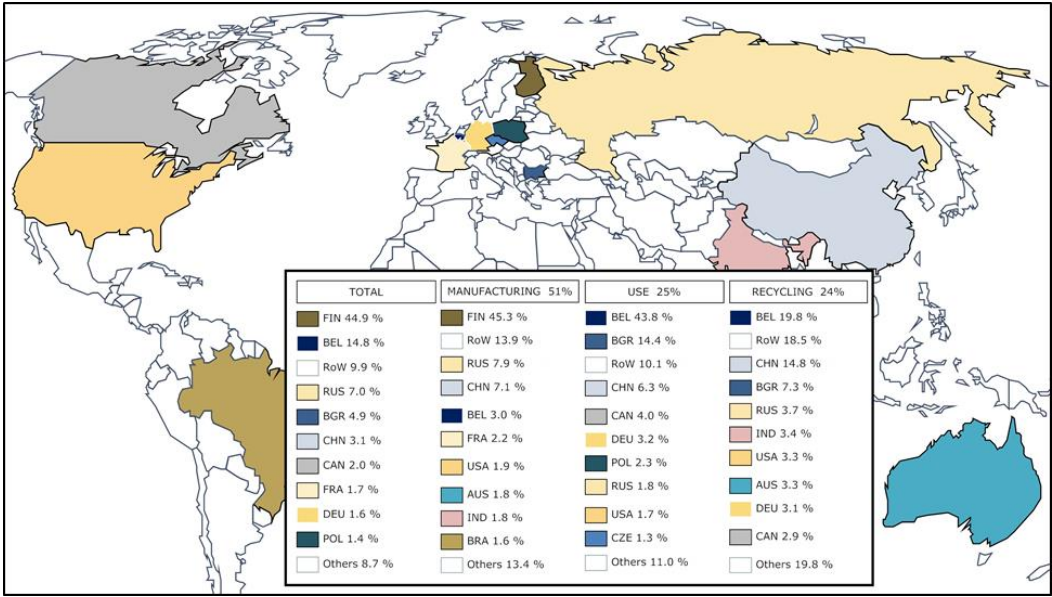 TOTAL
FIN 44.9 %
BEL 14.8 %
RoW 9.9 %
RUS 7.0 %
BGR 4.9 %
CHN 3.1 %
CAN 2.0 %
FRA 1.7 %
DEU 1.6 %
POL 1.4 %
Others 8.7 %
MANUFACTURING 51%
FIN 45.3 %
RoW 13.9 %
RUS 7.9 %
CHN 7.1 %
BEL 3.0 %
FRA 2.2 %
USA 1.9 %
AUS 1.8 %
IND 1.8 %
BRA 1.6 %
Others 13.4 %
USE 25%
BEL 43.8 %
BGR 14.4 %
RoW 10.1 %
CHN 6.3 %
CAN 4.0 %
DEU 3.2 %
POL 2.3 %
RUS 1.8 %
USA 1.7 %
CZE 1.3 %
Others 11.0 %
RECYCLING 24%
BEL 19.8 %
RoW 18.5 %
CHN 14.8 %
BGR 7.3 %
RUS 3.7 %
IND 3.4 %
USA 3.3 %
AUS 3.3 %
DEU 3.1 %
CAN 2.9 %
Others 19.8 %